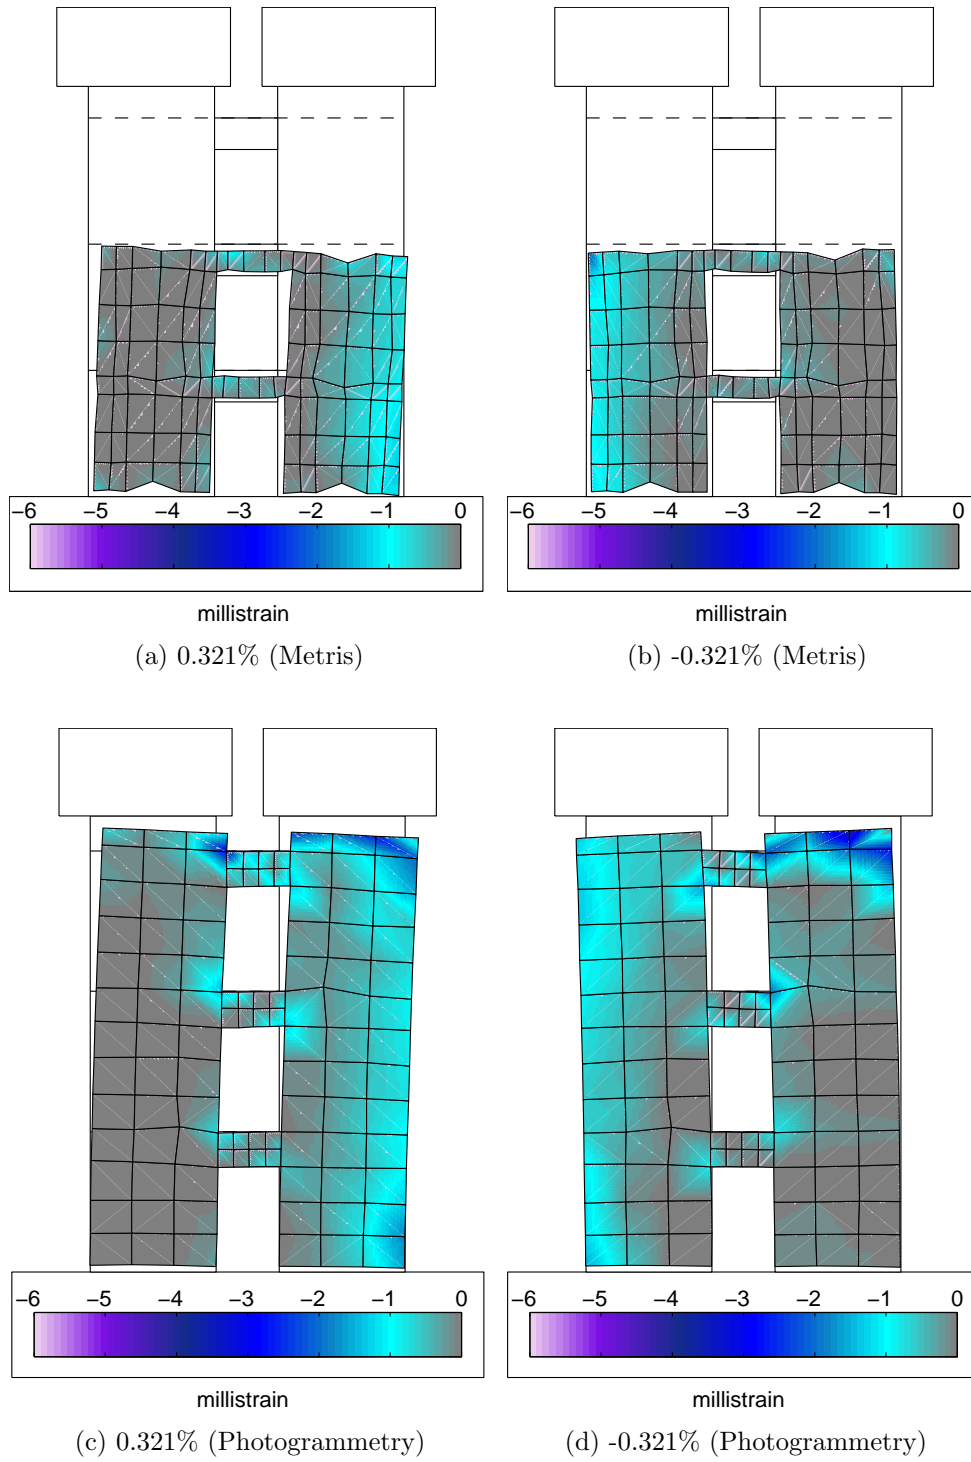 −6 −5 −4 −3 −2 −1 0
millistrain
(a) 0.321% (Metris)
−6 −5 −4 −3 −2 −1 0
millistrain
(b) -0.321% (Metris)
−6 −5 −4 −3 −2 −1 0
millistrain
(c) 0.321% (Photogrammetry)
−6 −5 −4 −3 −2 −1 0
millistrain
(d) -0.321% (Photogrammetry)